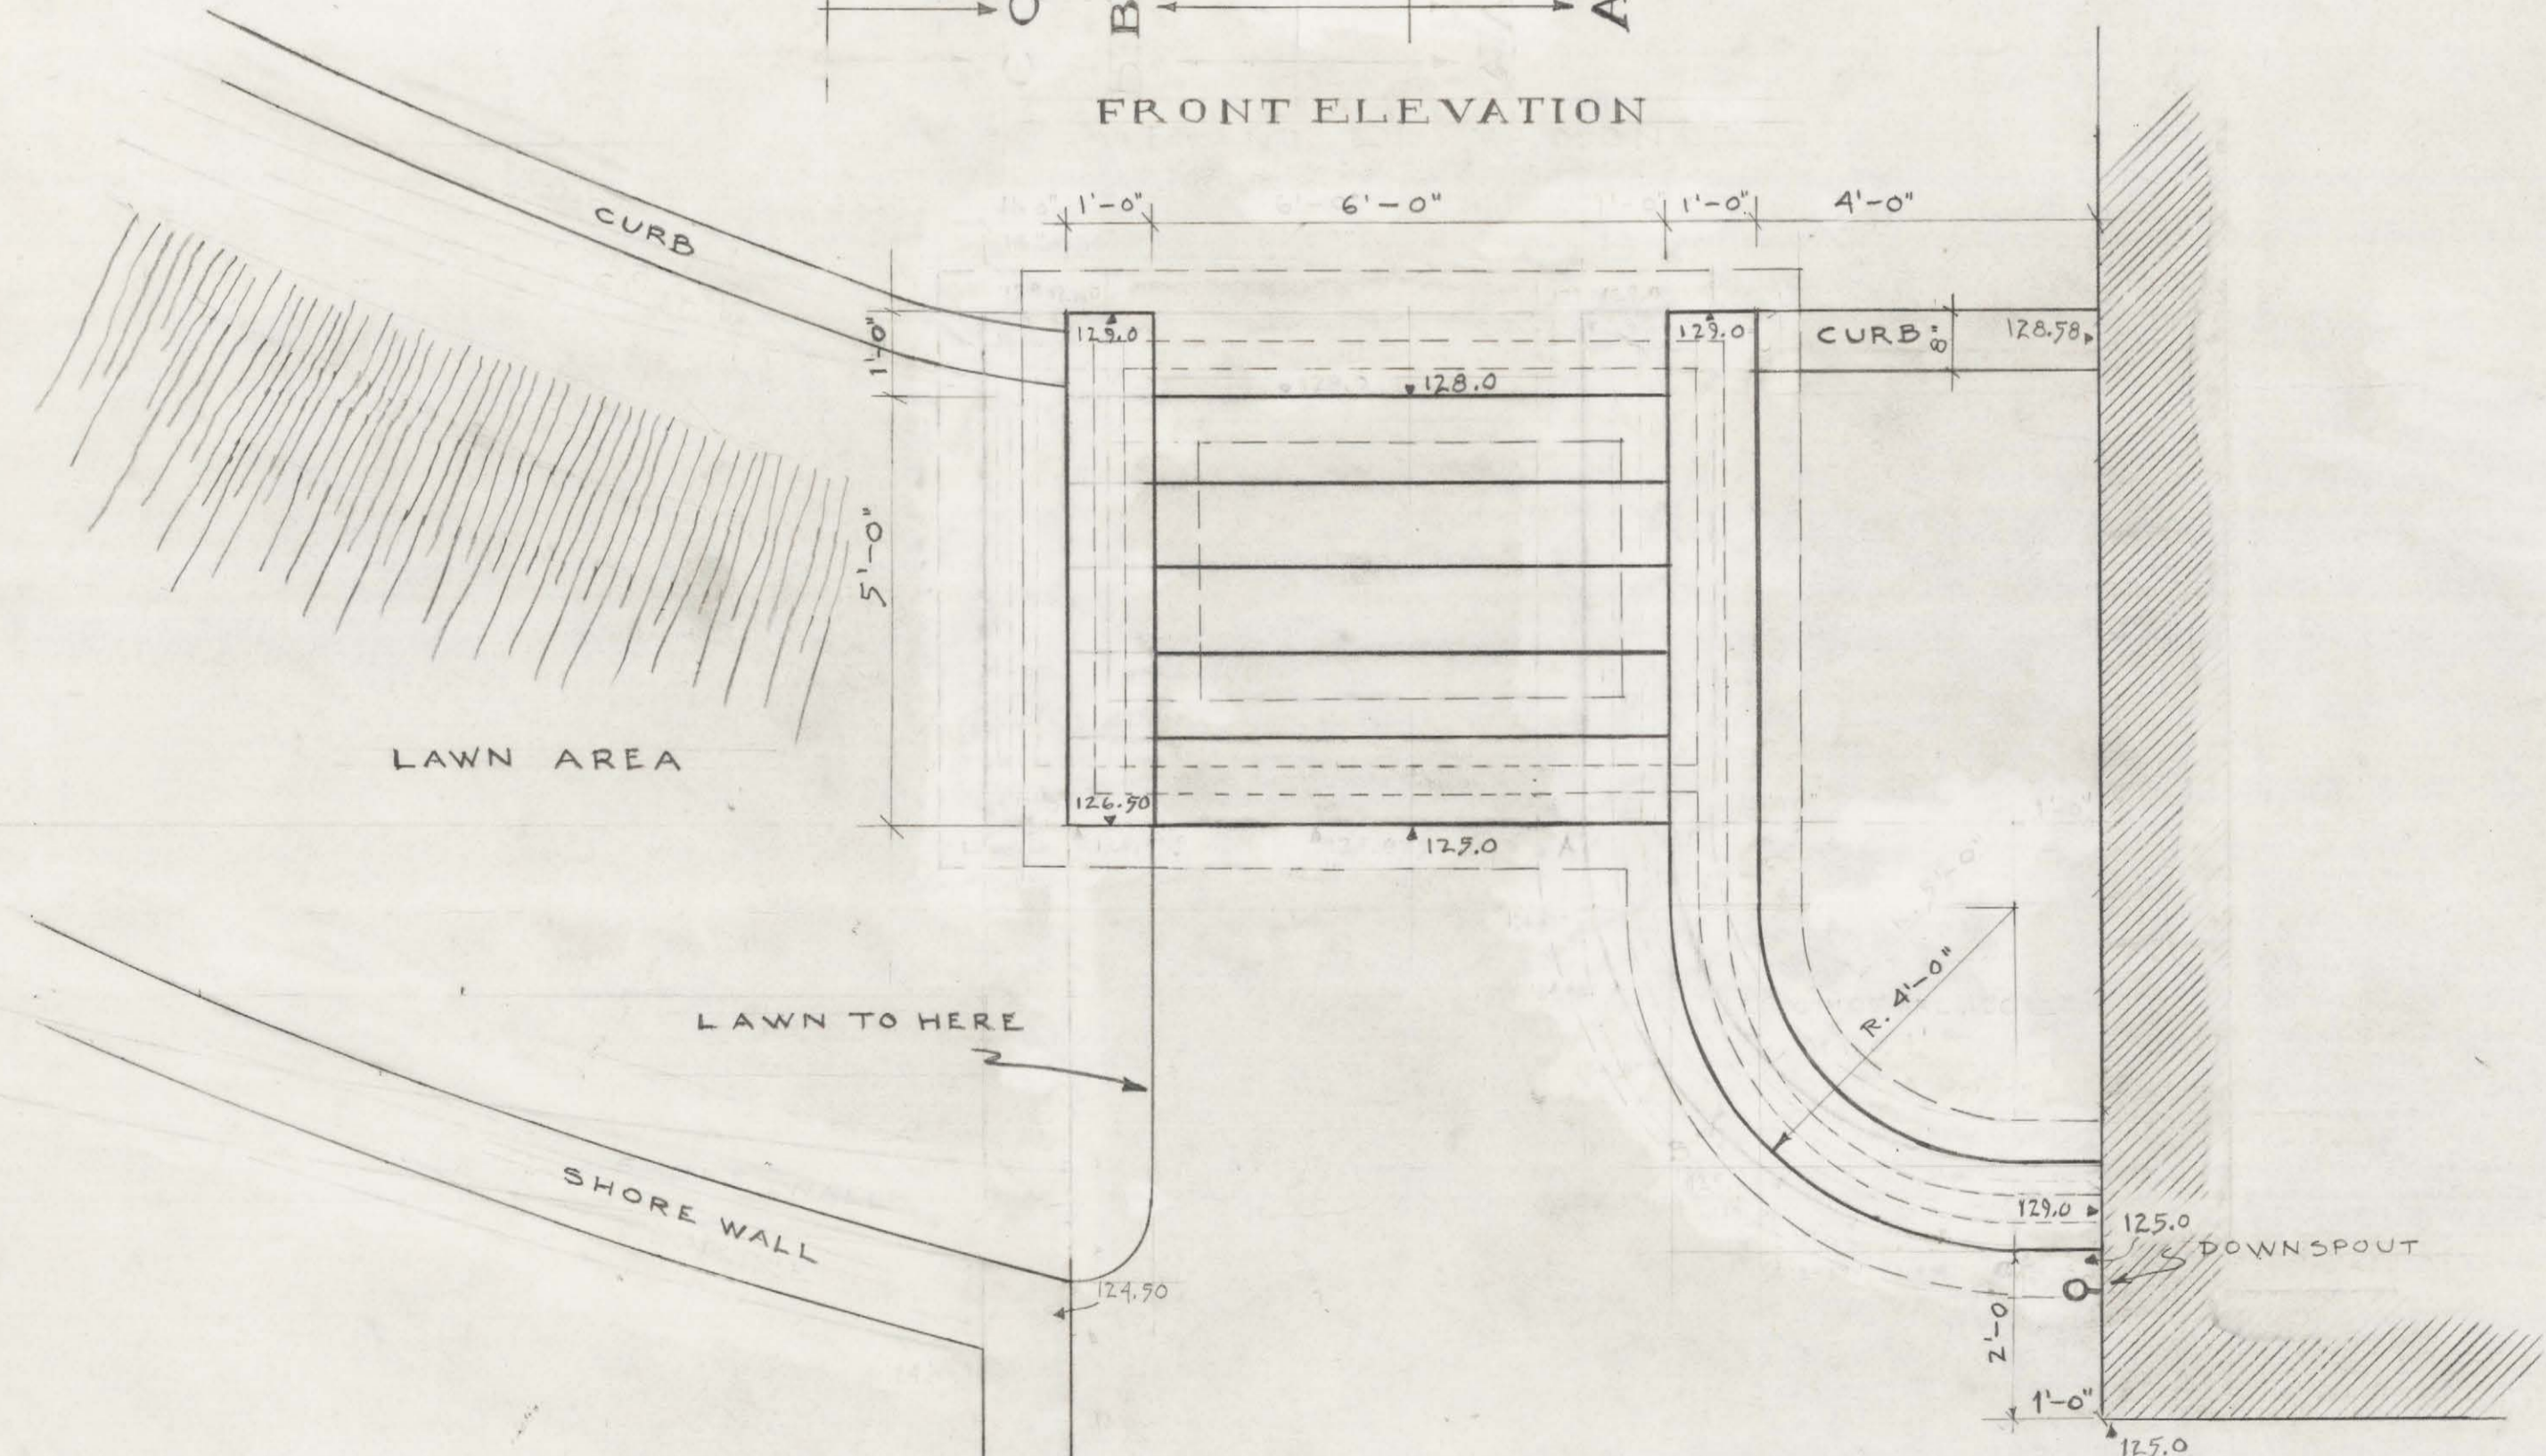 C
B
A
FRONT ELEVATION
1'-0"
6'-0"
1'-0"
4'-0"
CURB
1'-0"
129.0
129.0
CURB
8"
128.58
128.0
5'-0"
LAWN AREA
126.50
125.0
R. 4'-0"
LAWN TO HERE
SHORE WALL
129.0
125.0
DOWNSPOUT
124.50
2'-0
1'-0"
125.0